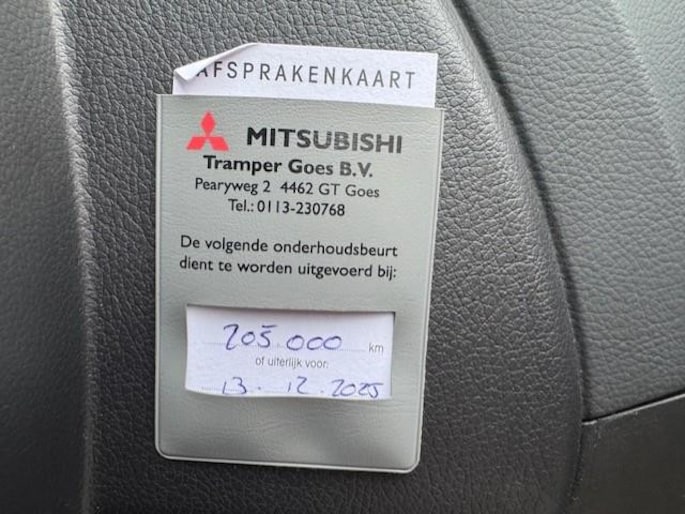 AFSPRAKENKAART
MITSUBISHI
Tramper Goes B.V.
Pearyweg 2 4462 GT Goes
Tel.: 0113-230768
De volgende onderhoudsbeurt
dient te worden uitgevoerd bij:
205.000 km
of uiterlijk voor:
13. 12. 2025